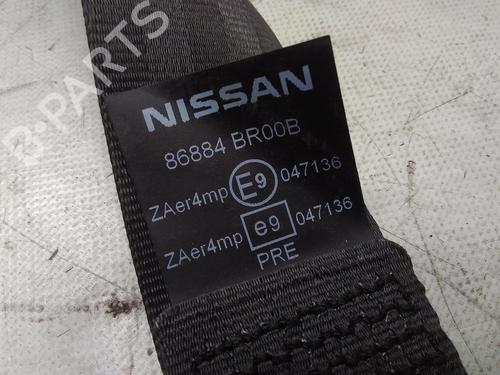 B-PARTS
NISSAN
86884 BR00B
ZAer4mp E9 047136
ZAer4mp e9 047136
PRE